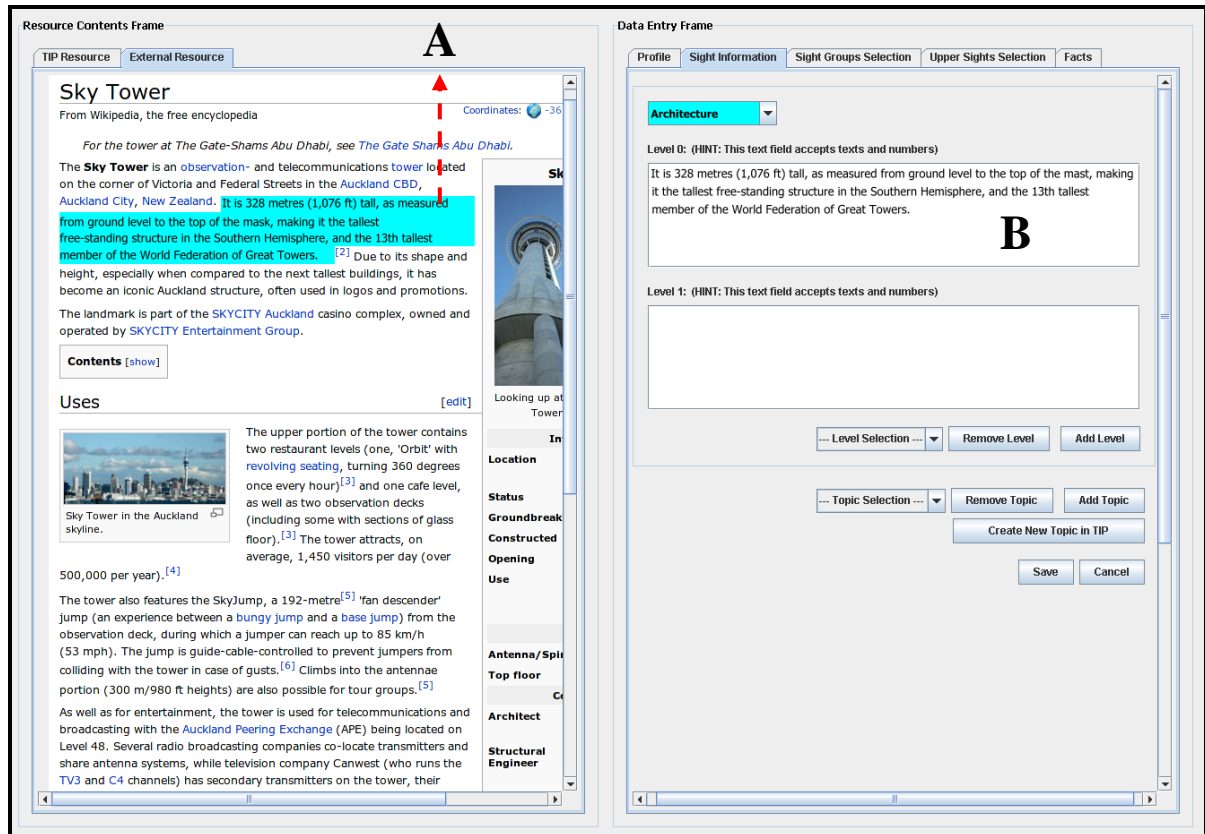 Resource Contents Frame
TIP Resource
External Resource
A
Sky Tower
From Wikipedia, the free encyclopedia
Coordinates: -36
For the tower at The Gate-Shams Abu Dhabi, see The Gate Shams Abu Dhabi.
The Sky Tower is an observation- and telecommunications tower located
on the corner of Victoria and Federal Streets in the Auckland CBD,
Auckland City, New Zealand. It is 328 metres (1,076 ft) tall, as measured
from ground level to the top of the mask, making it the tallest
free-standing structure in the Southern Hemisphere, and the 13th tallest
member of the World Federation of Great Towers. [2] Due to its shape and
height, especially when compared to the next tallest buildings, it has
become an iconic Auckland structure, often used in logos and promotions.
The landmark is part of the SKYCITY Auckland casino complex, owned and
operated by SKYCITY Entertainment Group.
Contents [show]
Uses
[edit]
The upper portion of the tower contains
two restaurant levels (one, 'Orbit' with
revolving seating, turning 360 degrees
once every hour)[3] and one cafe level,
as well as two observation decks
(including some with sections of glass
floor).[3] The tower attracts, on
average, 1,450 visitors per day (over
500,000 per year).[4]
Sky Tower in the Auckland
skyline.
The tower also features the SkyJump, a 192-metre[5] 'fan descender'
jump (an experience between a bungy jump and a base jump) from the
observation deck, during which a jumper can reach up to 85 km/h
(53 mph). The jump is guide-cable-controlled to prevent jumpers from
colliding with the tower in case of gusts.[6] Climbs into the antennae
portion (300 m/980 ft heights) are also possible for tour groups.[5]
As well as for entertainment, the tower is used for telecommunications and
broadcasting with the Auckland Peering Exchange (APE) being located on
Level 48. Several radio broadcasting companies co-locate transmitters and
share antenna systems, while television company Canwest (who runs the
TV3 and C4 channels) has secondary transmitters on the tower, their
Sk
Looking up at
Tower
In
Location
Status
Groundbreak
Constructed
Opening
Use
Antenna/Spi
Top floor
Co
Architect
Structural
Engineer
Data Entry Frame
Profile
Sight Information
Sight Groups Selection
Upper Sights Selection
Facts
Architecture
Level 0: (HINT: This text field accepts texts and numbers)
It is 328 metres (1,076 ft) tall, as measured from ground level to the top of the mast, making
it the tallest free-standing structure in the Southern Hemisphere, and the 13th tallest
member of the World Federation of Great Towers.
B
Level 1: (HINT: This text field accepts texts and numbers)
--- Level Selection ---
Remove Level
Add Level
--- Topic Selection ---
Remove Topic
Add Topic
Create New Topic in TIP
Save
Cancel